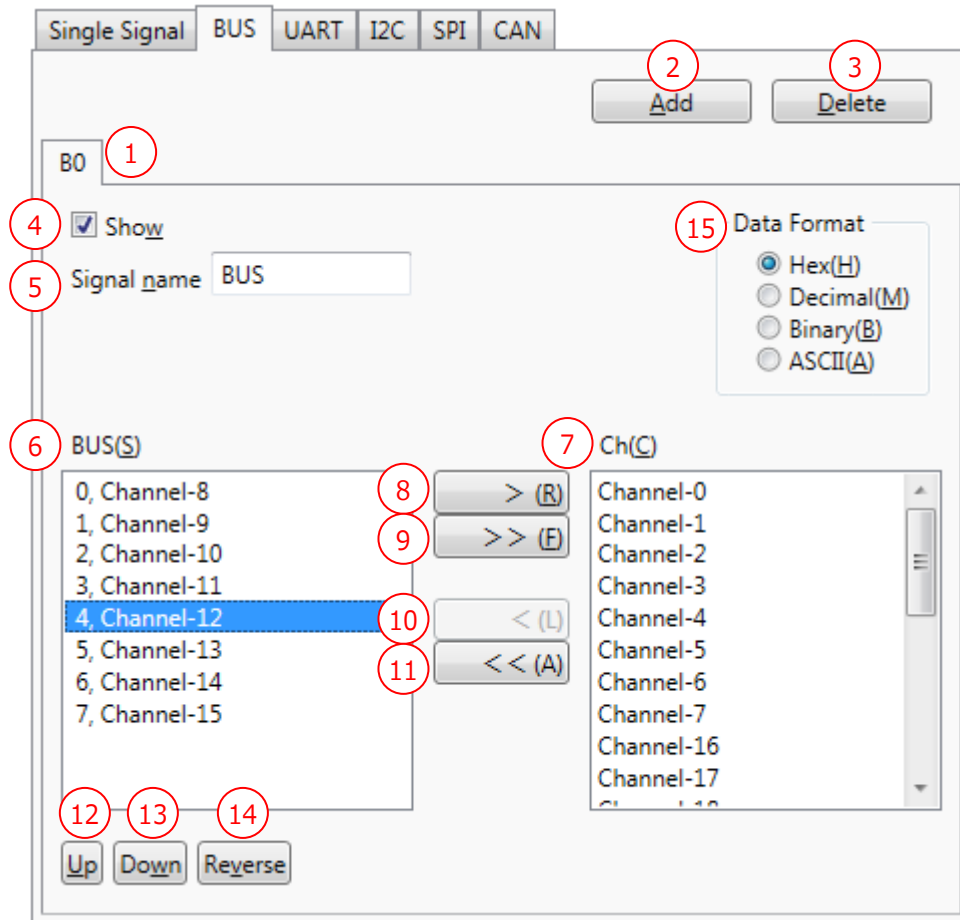 Single Signal BUS UART I2C SPI CAN
2 3
Add Delete
B0 1
4 Show
5 Signal name BUS
15 Data Format
Hex(H)
Decimal(M)
Binary(B)
ASCII(A)
6 BUS(S)
0, Channel-8
1, Channel-9
2, Channel-10
3, Channel-11
4, Channel-12
5, Channel-13
6, Channel-14
7, Channel-15
8 > (R)
9 >> (F)
10 < (L)
11 << (A)
7 Ch(C)
Channel-0
Channel-1
Channel-2
Channel-3
Channel-4
Channel-5
Channel-6
Channel-7
Channel-16
Channel-17
12 13 14
Up Down Reverse